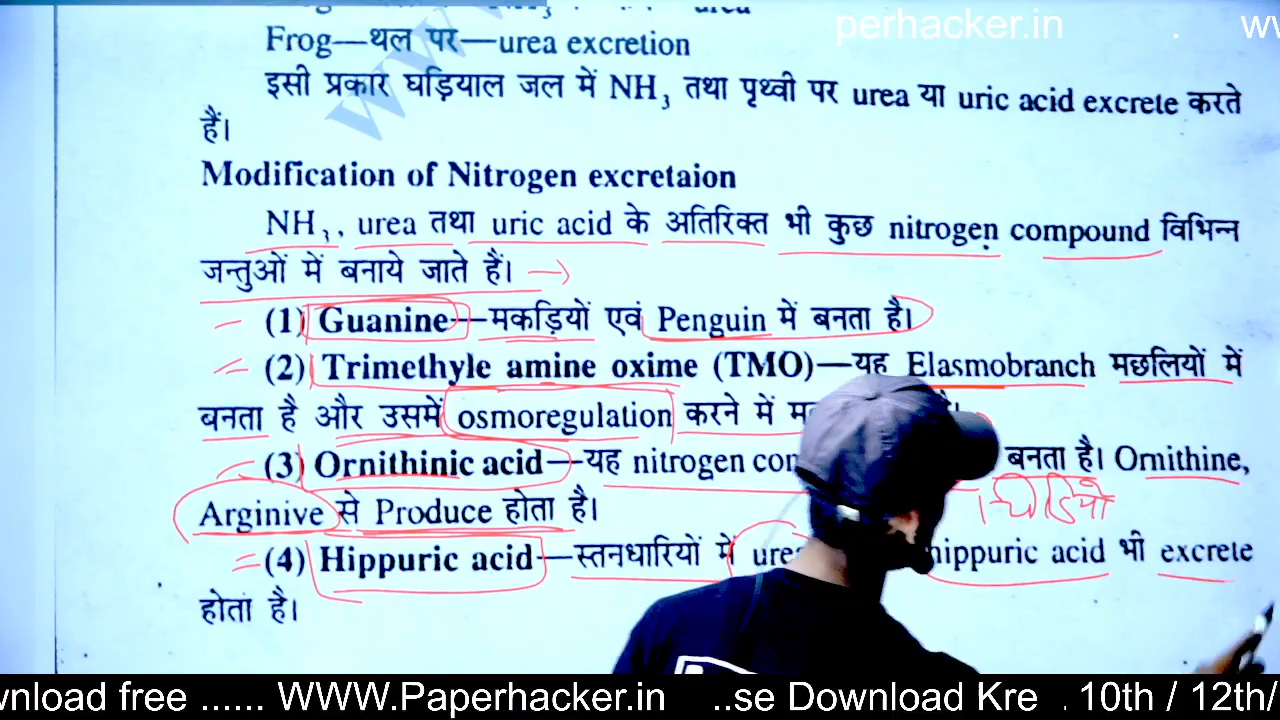 perhacker.in
Frog—थल पर—urea excretion
इसी प्रकार घड़ियाल जल में NH3 तथा पृथ्वी पर urea या uric acid excrete करते
हैं।
Modification of Nitrogen excretaion
NH3, urea तथा uric acid के अतिरिक्त भी कुछ nitrogen compound विभिन्न
जन्तुओं में बनाये जाते हैं।
(1) Guanine—मकड़ियों एवं Penguin में बनता है।
(2) Trimethyle amine oxime (TMO)—यह Elasmobranch मछलियों में
बनता है और उसमें osmoregulation करने में
(3) Ornithinic acid—यह nitrogen बनता है। Ornithine,
Arginive से Produce होता है।
(4) Hippuric acid—स्तनधारियों में hippuric acid भी excrete
होता है।
wnload free ...... WWW.Paperhacker.in ..se Download Kre . 10th / 12th/